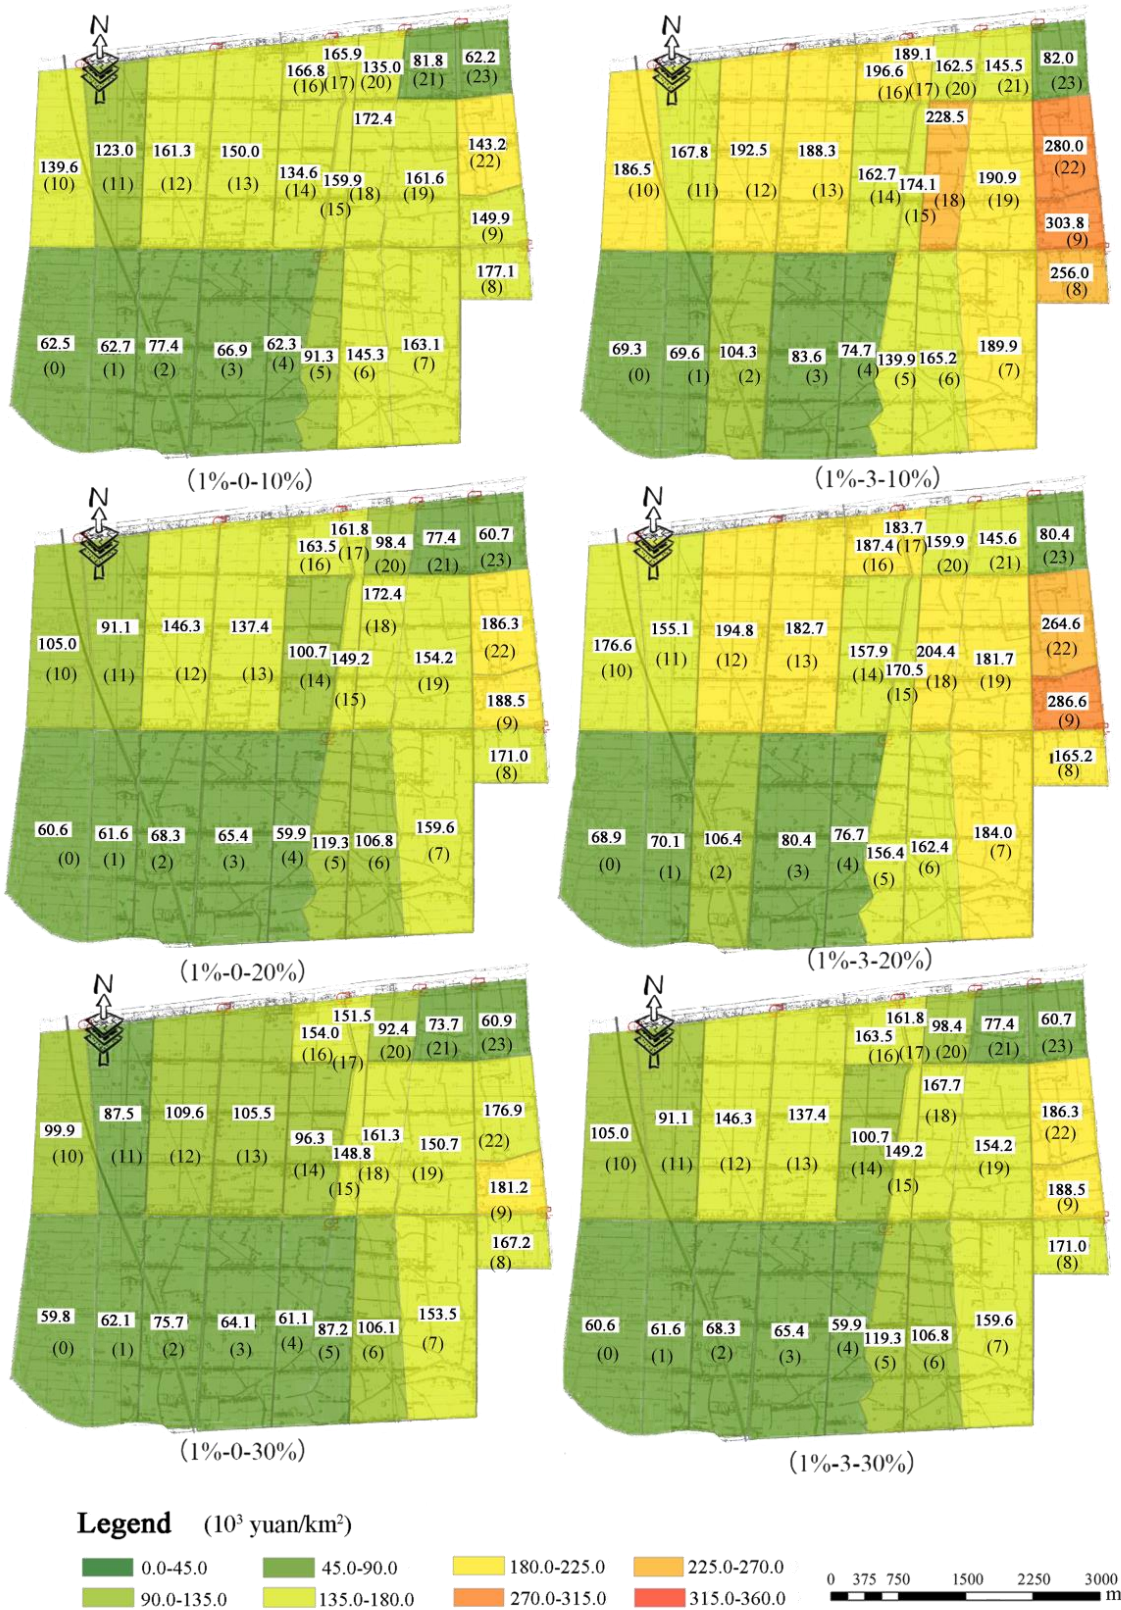 N N
165.9 189.1
166.8 135.0 81.8 62.2 196.6 162.5 145.5 82.0
(16) (17) (20) (21) (23) (16) (17) (20) (21) (23)
172.4 228.5
139.6 123.0 161.3 150.0 134.6 159.9 161.6 143.2 186.5 167.8 192.5 188.3 162.7 174.1 190.9 280.0
(10) (11) (12) (13) (14) (15) (18) (19) (22) (10) (11) (12) (13) (14) (15) (18) (19) (22)
149.9 303.8
(9) (9)
177.1 256.0
(8) (8)
62.5 62.7 77.4 66.9 62.3 91.3 145.3 163.1 69.3 69.6 104.3 83.6 74.7 139.9 165.2 189.9
(0) (1) (2) (3) (4) (5) (6) (7) (0) (1) (2) (3) (4) (5) (6) (7)
(1%-0-10%) (1%-3-10%)
N N
161.8 183.7
163.5 98.4 77.4 60.7 187.4 159.9 145.6 80.4
(16) (17) (20) (21) (23) (16) (17) (20) (21) (23)
172.4
(18)
105.0 91.1 146.3 137.4 100.7 149.2 154.2 186.3 176.6 155.1 194.8 182.7 157.9 170.5 204.4 181.7 264.6
(10) (11) (12) (13) (14) (15) (19) (22) (10) (11) (12) (13) (14) (15) (18) (19) (22)
188.5 286.6
(9) (9)
171.0 165.2
(8) (8)
60.6 61.6 68.3 65.4 59.9 119.3 106.8 159.6 68.9 70.1 106.4 80.4 76.7 156.4 162.4 184.0
(0) (1) (2) (3) (4) (5) (6) (7) (0) (1) (2) (3) (4) (5) (6) (7)
(1%-0-20%) (1%-3-20%)
N N
151.5 161.8
154.0 92.4 73.7 60.9 163.5 98.4 77.4 60.7
(16) (17) (20) (21) (23) (16) (17) (20) (21) (23)
167.7
(18)
99.9 87.5 109.6 105.5 96.3 148.8 161.3 150.7 176.9 105.0 91.1 146.3 137.4 100.7 149.2 154.2 186.3
(10) (11) (12) (13) (14) (15) (18) (19) (22) (10) (11) (12) (13) (14) (15) (19) (22)
181.2 188.5
(9) (9)
167.2 171.0
(8) (8)
59.8 62.1 75.7 64.1 61.1 87.2 106.1 153.5 60.6 61.6 68.3 65.4 59.9 119.3 106.8 159.6
(0) (1) (2) (3) (4) (5) (6) (7) (0) (1) (2) (3) (4) (5) (6) (7)
(1%-0-30%) (1%-3-30%)
Legend (10³ yuan/km²)
0.0-45.0 45.0-90.0 180.0-225.0 225.0-270.0
90.0-135.0 135.0-180.0 270.0-315.0 315.0-360.0
0 375 750 1500 2250 3000
m